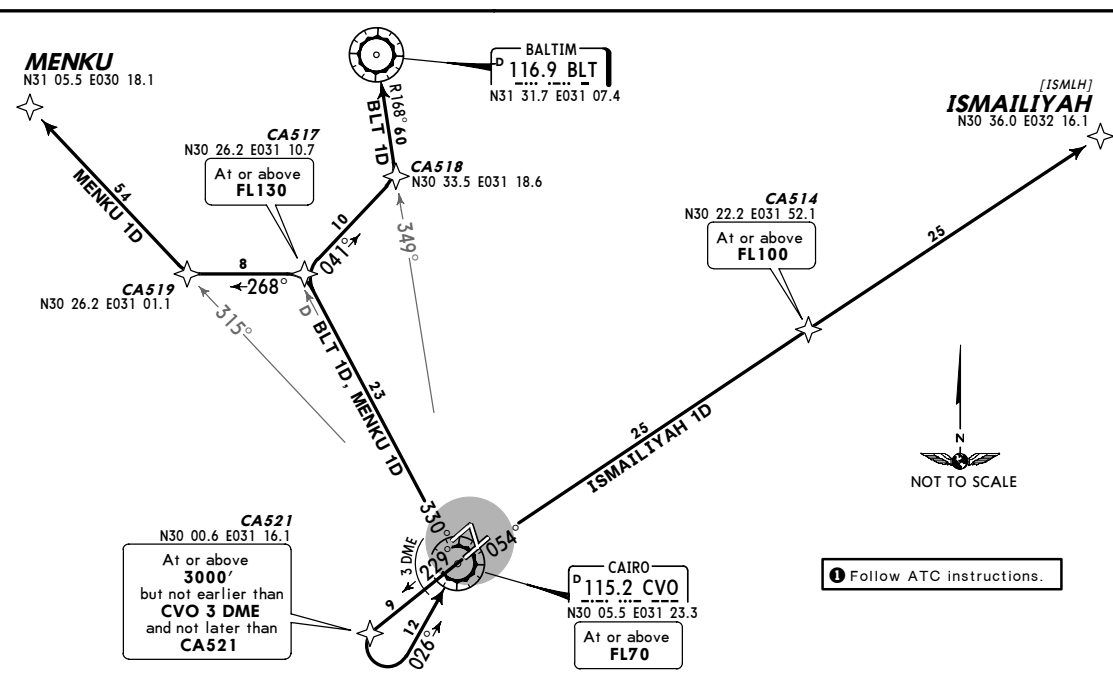 MENKU
N31 05.5 E030 18.1
BALTIM
D 116.9 BLT
N31 31.7 E031 07.4
[ISMLH]
ISMAILIYAH
N30 36.0 E032 16.1
R168° 60
BLT 1D
CA517
N30 26.2 E031 10.7
At or above
FL130
CA518
N30 33.5 E031 18.6
54
MENKU 1D
10
041°
349°
CA514
N30 22.2 E031 52.1
At or above
FL100
25
8
268°
CA519
N30 26.2 E031 01.1
315°
D
BLT 1D, MENKU 1D
23
25
ISMAILIYAH 1D
N
NOT TO SCALE
330°
054°
229°
3 DME
CA521
N30 00.6 E031 16.1
At or above
3000'
but not earlier than
CVO 3 DME
and not later than
CA521
9
12
026°
CAIRO
D 115.2 CVO
N30 05.5 E031 23.3
At or above
FL70
❶ Follow ATC instructions.